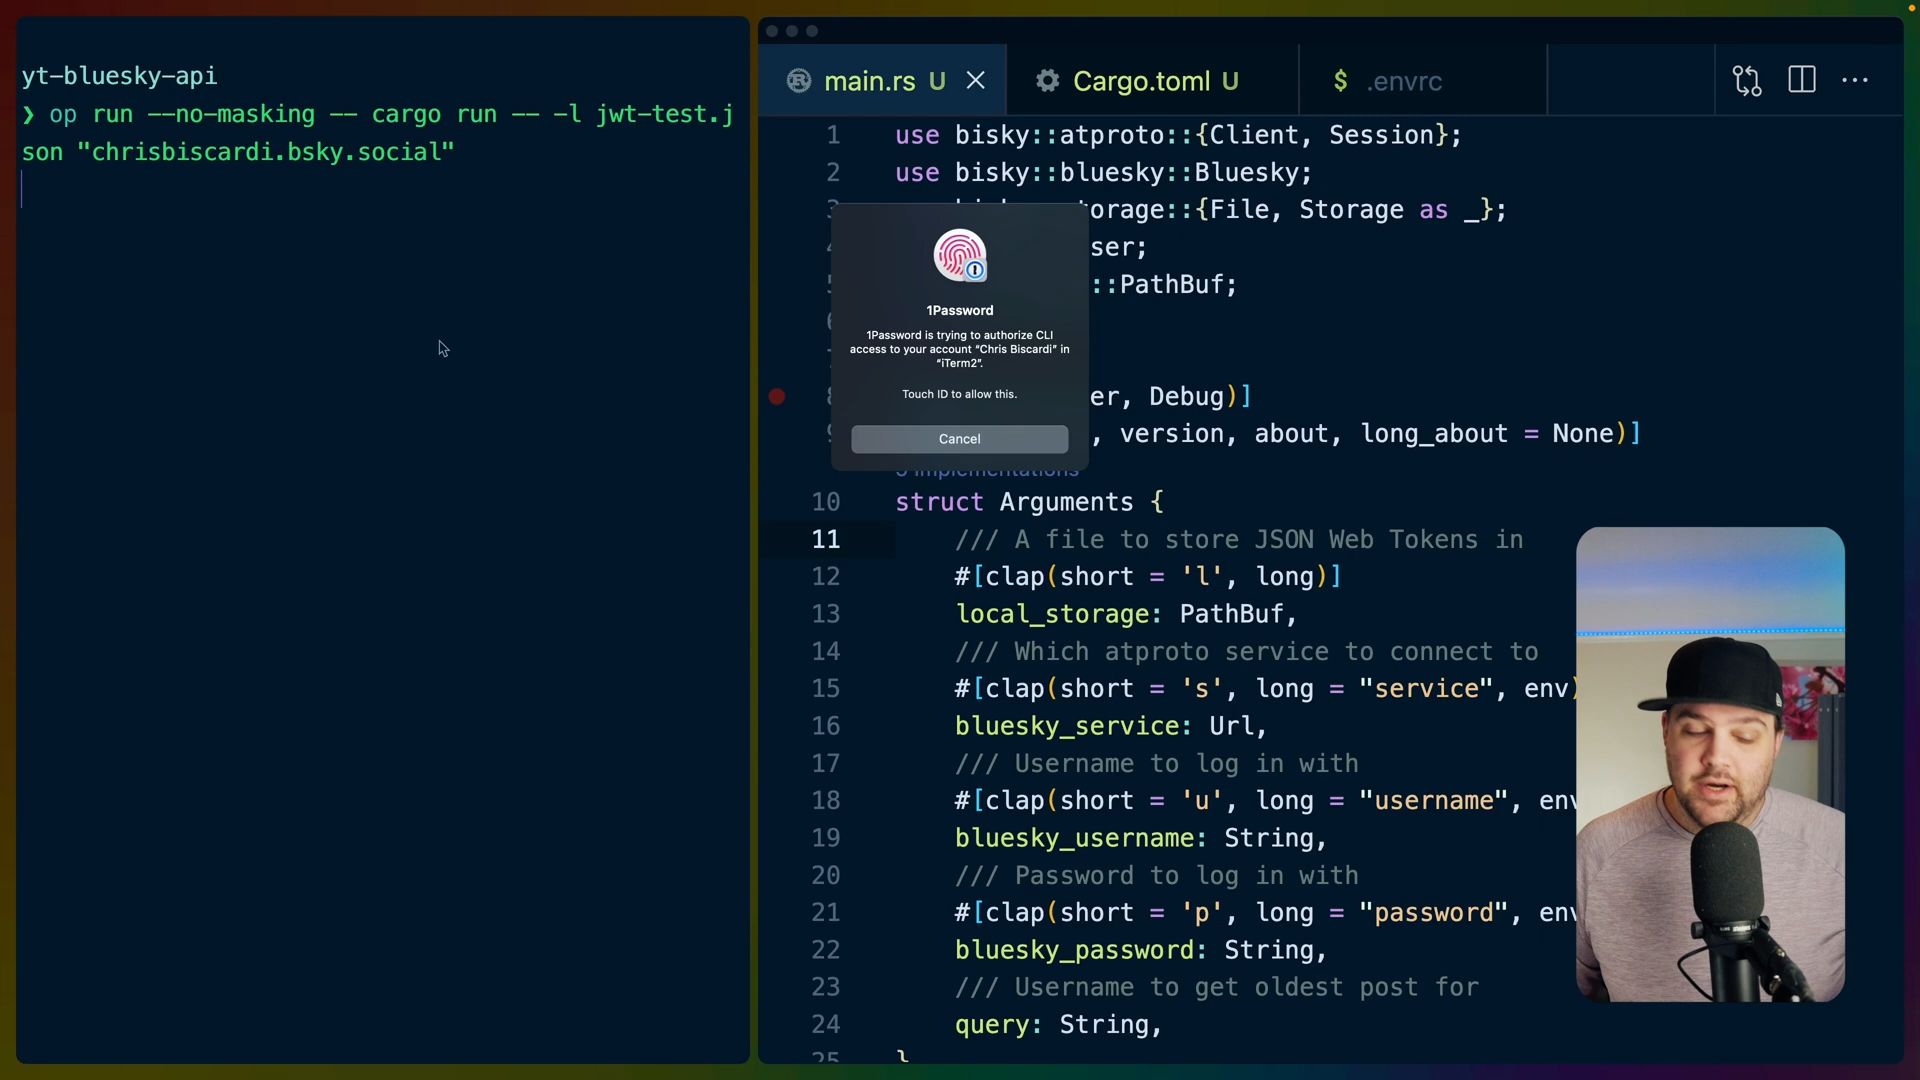 yt-bluesky-api
❯ op run --no-masking -- cargo run -- -l jwt-test.j
son "chrisbiscardi.bsky.social"
main.rs U
Cargo.toml U
$ .envrc
1 use bisky::atproto::{Client, Session};
2 use bisky::bluesky::Bluesky;
orage::{File, Storage as _};
ser;
::PathBuf;
er, Debug)]
, version, about, long_about = None)]
1Password
1Password is trying to authorize CLI
access to your account “Chris Biscardi” in
“iTerm2”.
Touch ID to allow this.
Cancel
10 struct Arguments {
11 /// A file to store JSON Web Tokens in
12 #[clap(short = 'l', long)]
13 local_storage: PathBuf,
14 /// Which atproto service to connect to
15 #[clap(short = 's', long = "service", env)
16 bluesky_service: Url,
17 /// Username to log in with
18 #[clap(short = 'u', long = "username", env
19 bluesky_username: String,
20 /// Password to log in with
21 #[clap(short = 'p', long = "password", env
22 bluesky_password: String,
23 /// Username to get oldest post for
24 query: String,
25 }